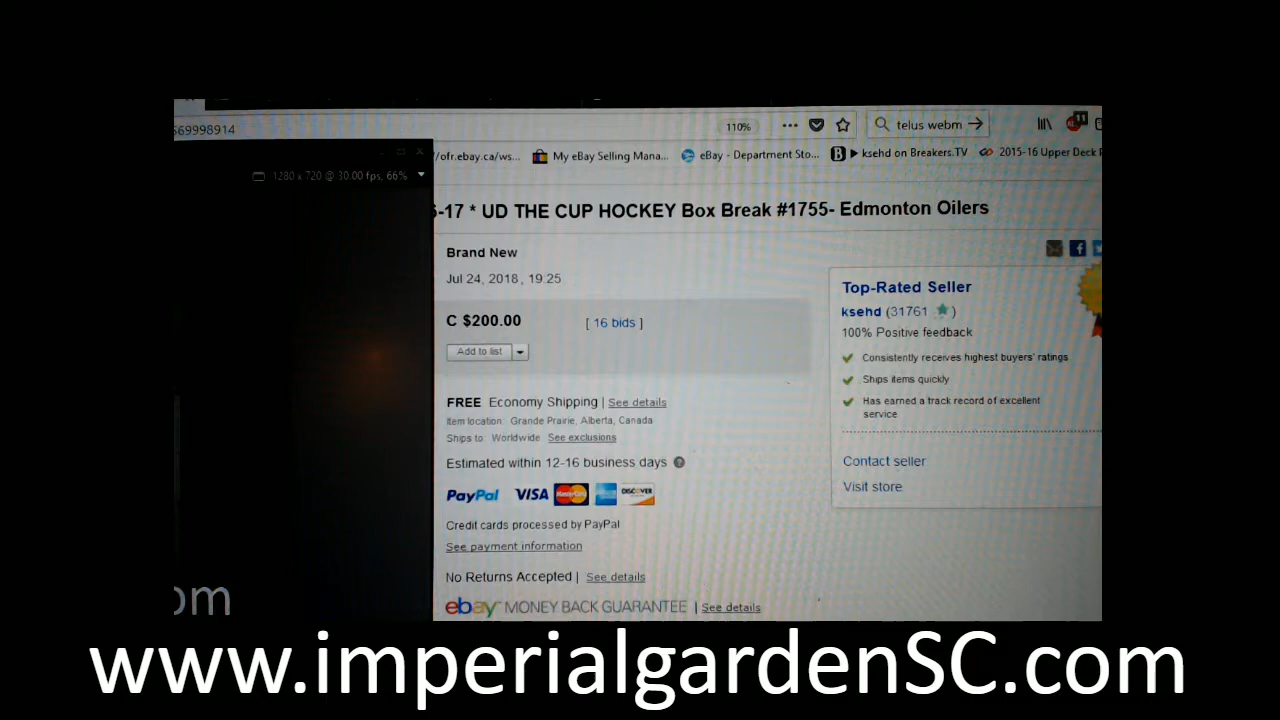 569998914
110%
telus webm
ofr.ebay.ca/ws...
My eBay Selling Mana...
eBay - Department Sto...
ksehd on Breakers.TV
2015-16 Upper Deck
1280 x 720 @ 30.00 fps, 66%
-17 * UD THE CUP HOCKEY Box Break #1755- Edmonton Oilers
Brand New
Jul 24, 2018 , 19:25
C $200.00
[ 16 bids ]
Add to list
FREE Economy Shipping | See details
Item location: Grande Prairie, Alberta, Canada
Ships to: Worldwide See exclusions
Estimated within 12-16 business days
PayPal VISA MasterCard DISCOVER
Credit cards processed by PayPal
See payment information
No Returns Accepted | See details
ebay MONEY BACK GUARANTEE | See details
Top-Rated Seller
ksehd (31761 )
100% Positive feedback
Consistently receives highest buyers' ratings
Ships items quickly
Has earned a track record of excellent
service
Contact seller
Visit store
om
www.imperialgardenSC.com